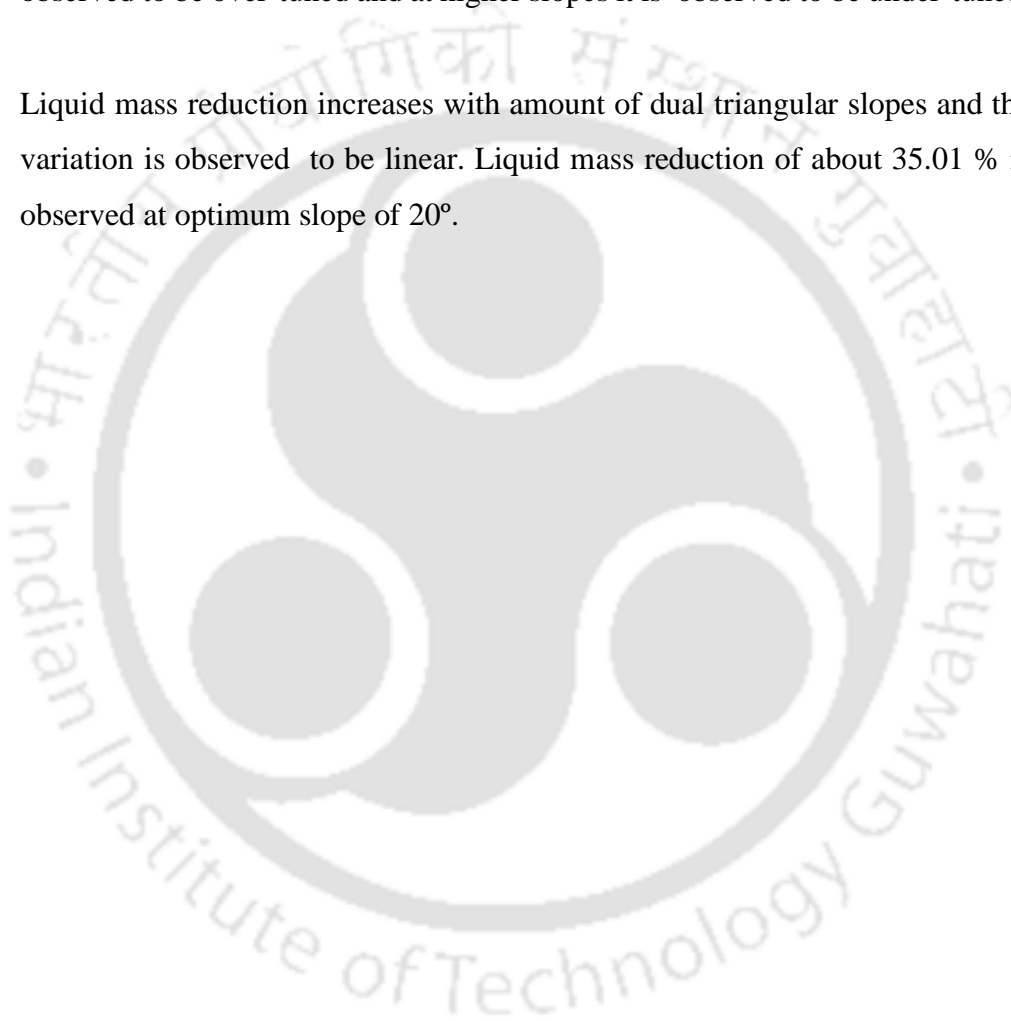 observed to be over-tuned and at higher slopes it is observed to be under-tuned
Liquid mass reduction increases with amount of dual triangular slopes and
variation is observed to be linear. Liquid mass reduction of about 35.01 %
observed at optimum slope of 20º.
भारतीय प्रौद्योगिकी संस्थान गुवाहाटी
Indian Institute of Technology Guwahati